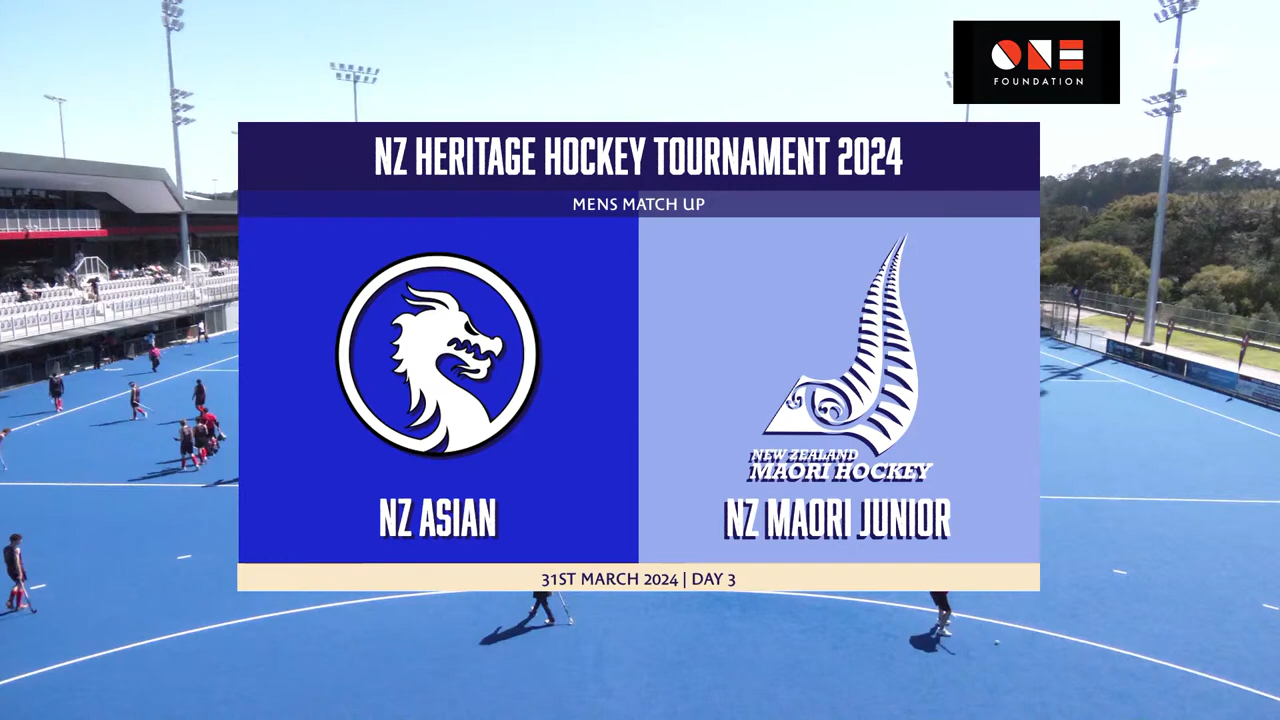 ONE
FOUNDATION
NZ HERITAGE HOCKEY TOURNAMENT 2024
MENS MATCH UP
NEW ZEALAND
MAORI HOCKEY
NZ ASIAN
NZ MAORI JUNIOR
31ST MARCH 2024 | DAY 3